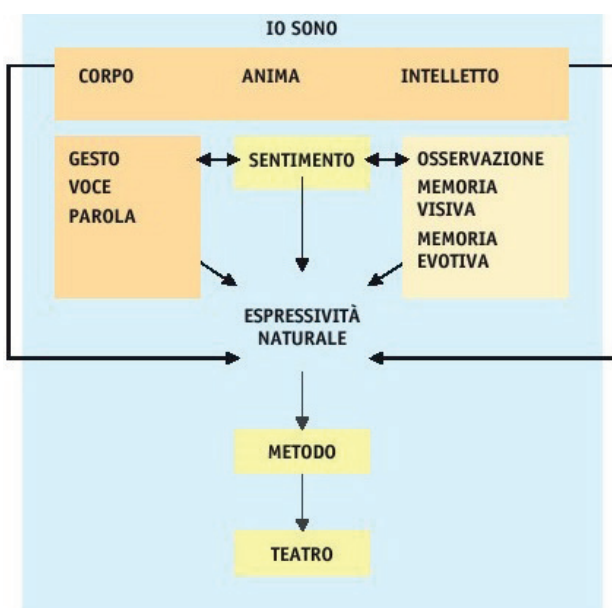 IO SONO
CORPO ANIMA INTELLETTO
GESTO
VOCE
PAROLA
SENTIMENTO
OSSERVAZIONE
MEMORIA
VISIVA
MEMORIA
EVOTIVA
ESPRESSIVITÀ
NATURALE
METODO
TEATRO